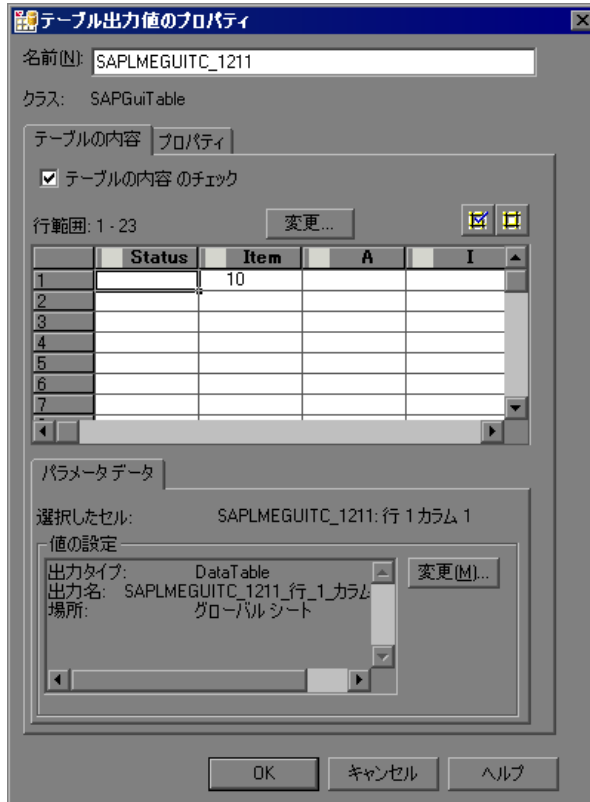 テーブル出力値のプロパティ
名前(N): SAPLMEGUITC_1211
クラス: SAPGuiTable
テーブルの内容 プロパティ
テーブルの内容 のチェック
行範囲: 1 - 23 変更...
Status Item A I
1 10
2
3
4
5
6
7
パラメータ データ
選択したセル: SAPLMEGUITC_1211: 行 1 カラム 1
値の設定
出力タイプ: DataTable 変更(M)...
出力名: SAPLMEGUITC_1211_行_1_カラム
場所: グローバル シート
OK キャンセル ヘルプ